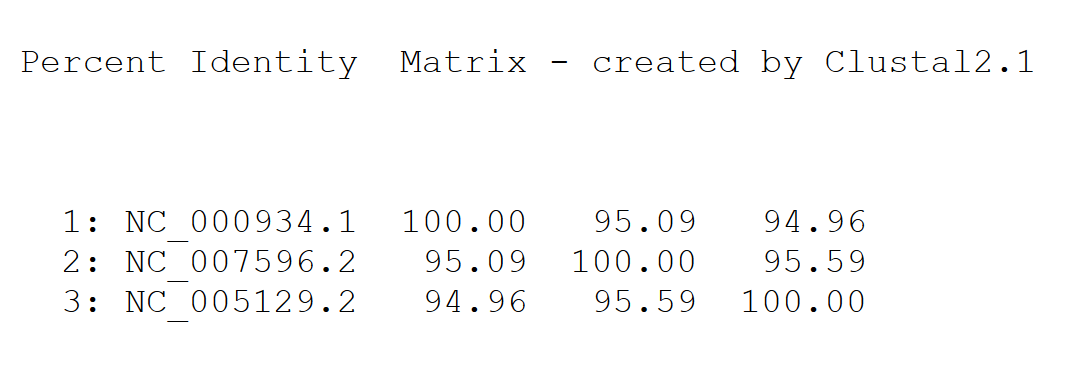 Percent Identity  Matrix - created by Clustal2.1
1: NC_000934.1  100.00   95.09   94.96
2: NC_007596.2   95.09  100.00   95.59
3: NC_005129.2   94.96   95.59  100.00